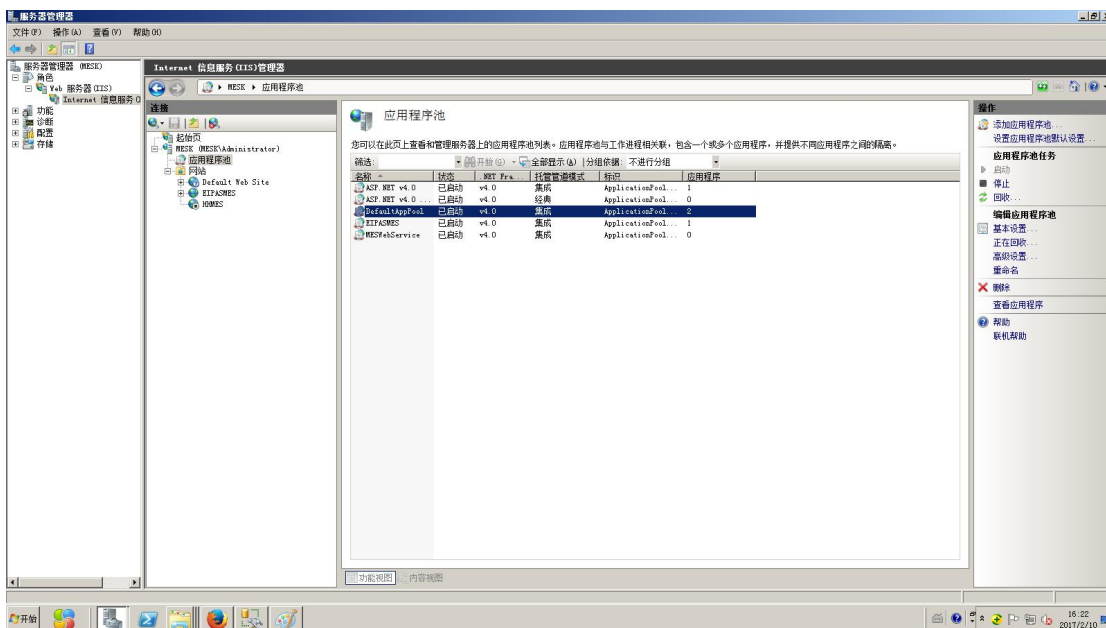 服务器管理器
文件(F) 操作(A) 查看(V) 帮助(H)
服务器管理器 (MESK)
角色
Web 服务器(IIS)
Internet 信息服务(I
功能
诊断
配置
存储
Internet 信息服务(IIS)管理器
MESK 应用程序池
连接
起始页
MESK (MESK\Administrator)
应用程序池
网站
Default Web Site
EIPASMES
HHMES
应用程序池
您可以在此页上查看和管理服务器上的应用程序池列表。应用程序池与工作进程相关联，包含一个或多个应用程序，并提供不同应用程序之间的隔离。
筛选: 开始(G) 全部显示(A) 分组依据: 不进行分组
名称 状态 .NET Fra... 托管管道模式 标识 应用程序
ASP.NET v4.0 已启动 v4.0 集成 ApplicationPool... 1
ASP.NET v4.0 ... 已启动 v4.0 经典 ApplicationPool... 0
DefaultAppPool 已启动 v4.0 集成 ApplicationPool... 2
EIPASMES 已启动 v4.0 集成 ApplicationPool... 1
MESWebService 已启动 v4.0 集成 ApplicationPool... 0
功能视图 内容视图
操作
添加应用程序池...
设置应用程序池默认设置...
应用程序池任务
启动
停止
回收...
编辑应用程序池
基本设置...
正在回收...
高级设置...
重命名
删除
查看应用程序
帮助
联机帮助
开始
16:22
2017/2/10